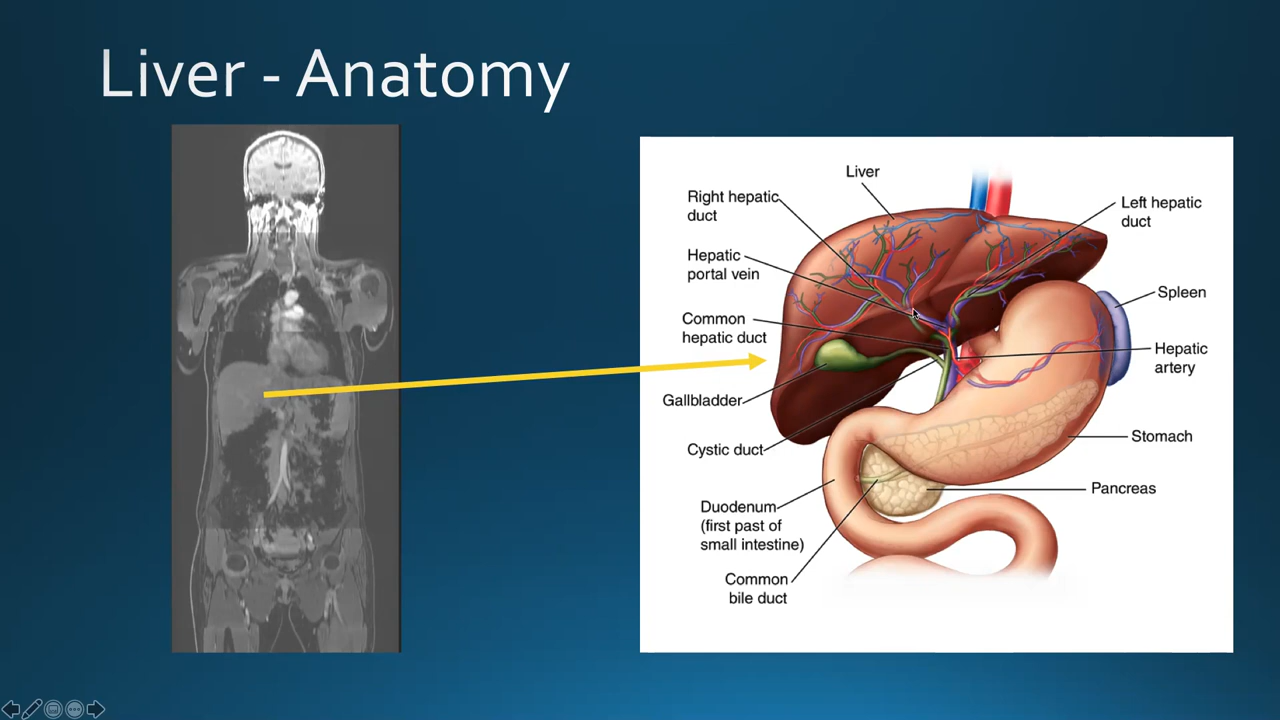 Liver - Anatomy
Liver
Right hepatic
duct
Left hepatic
duct
Hepatic
portal vein
Spleen
Common
hepatic duct
Hepatic
artery
Gallbladder
Stomach
Cystic duct
Pancreas
Duodenum
(first past of
small intestine)
Common
bile duct